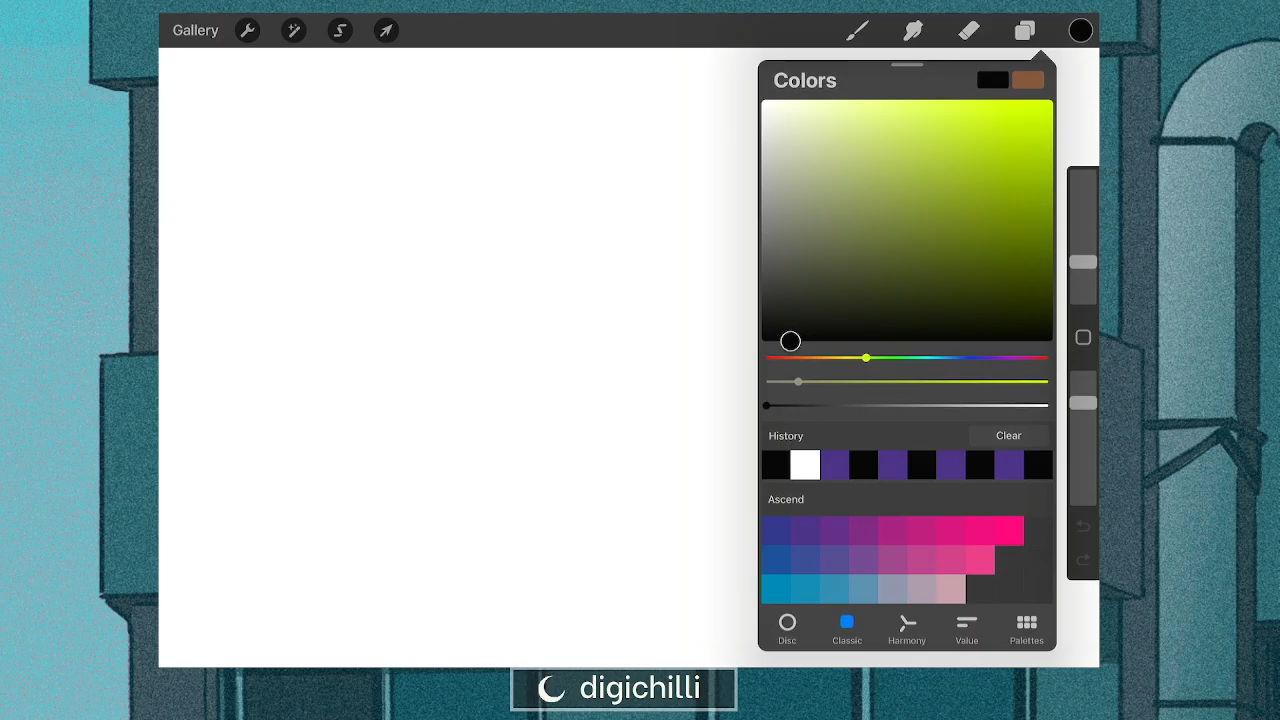 Gallery
Colors
History
Clear
Ascend
Disc
Classic
Harmony
Value
Palettes
digichilli